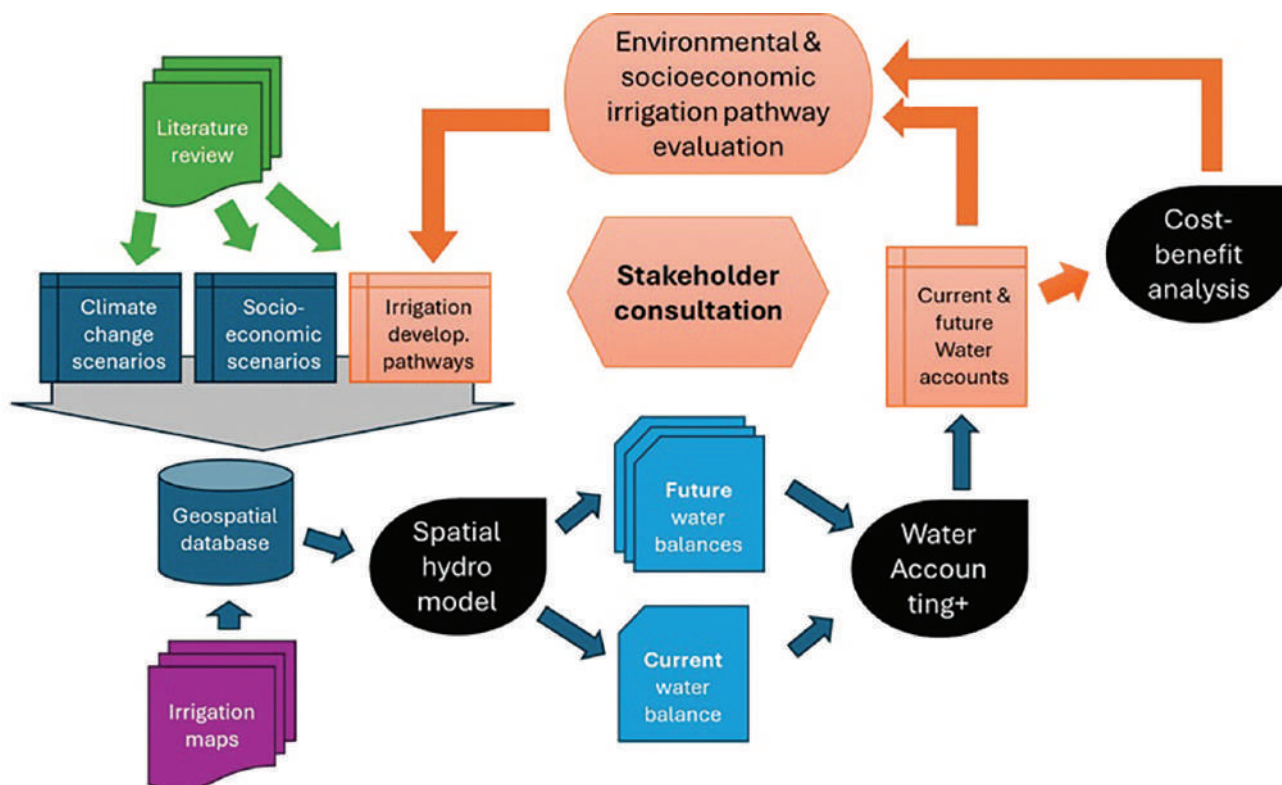 Environmental &
socioeconomic
irrigation pathway
evaluation
Literature
review
Cost-
benefit
analysis
Stakeholder
consultation
Climate
change
scenarios
Socio-
economic
scenarios
Irrigation
develop.
pathways
Current &
future
Water
accounts
Geospatial
database
Spatial
hydro
model
Future
water
balances
Water
Accoun
ting+
Current
water
balance
Irrigation
maps